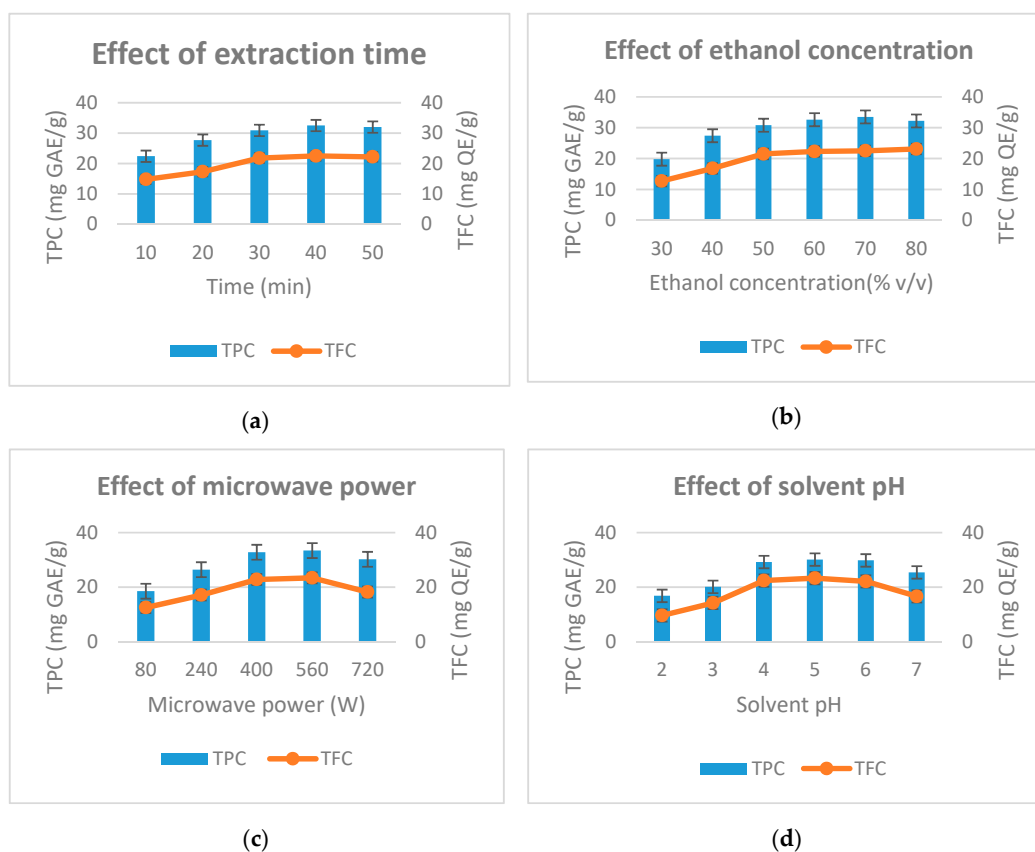 Effect of extraction time
TPC (mg GAE/g)
40
30
20
10
0
40
30
20
10
0
TFC (mg QE/g)
10 20 30 40 50
Time (min)
TPC TFC
(a)
Effect of ethanol concentration
TPC (mg GAE/g)
40
30
20
10
0
40
30
20
10
0
TFC (mg QE/g)
30 40 50 60 70 80
Ethanol concentration(% v/v)
TPC TFC
(b)
Effect of microwave power
TPC (mg GAE/g)
40
20
0
40
20
0
TFC (mg QE/g)
80 240 400 560 720
Microwave power (W)
TPC TFC
(c)
Effect of solvent pH
TPC (mg GAE/g)
40
20
0
40
20
0
TFC (mg QE/g)
2 3 4 5 6 7
Solvent pH
TPC TFC
(d)